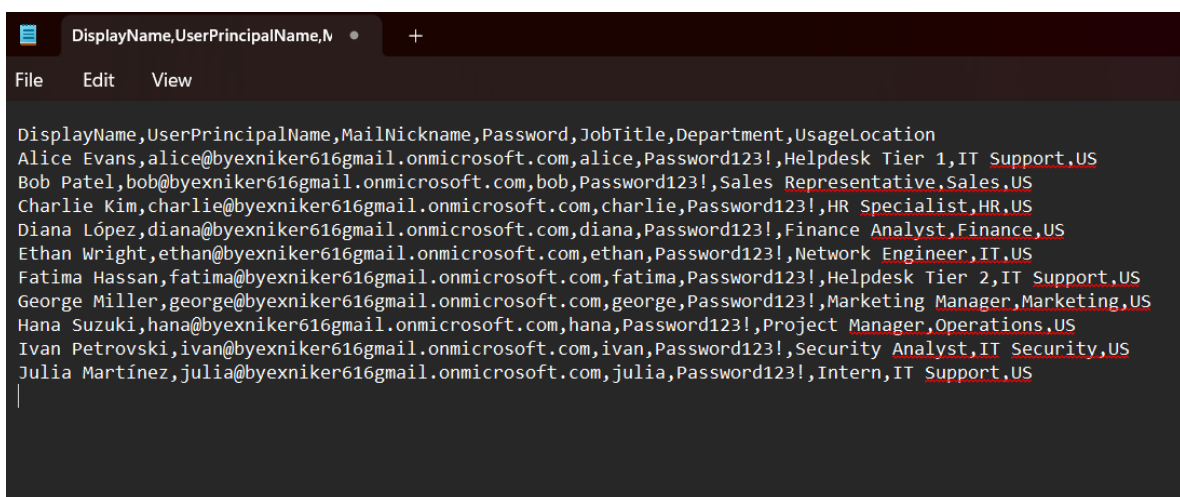 DisplayName,UserPrincipalName,M
File Edit View
DisplayName,UserPrincipalName,MailNickname,Password,JobTitle,Department,UsageLocation
Alice Evans,alice@byexniker616gmail.onmicrosoft.com,alice,Password123!,Helpdesk Tier 1,IT Support,US
Bob Patel,bob@byexniker616gmail.onmicrosoft.com,bob,Password123!,Sales Representative,Sales,US
Charlie Kim,charlie@byexniker616gmail.onmicrosoft.com,charlie,Password123!,HR Specialist,HR,US
Diana López,diana@byexniker616gmail.onmicrosoft.com,diana,Password123!,Finance Analyst,Finance,US
Ethan Wright,ethan@byexniker616gmail.onmicrosoft.com,ethan,Password123!,Network Engineer,IT,US
Fatima Hassan,fatima@byexniker616gmail.onmicrosoft.com,fatima,Password123!,Helpdesk Tier 2,IT Support,US
George Miller,george@byexniker616gmail.onmicrosoft.com,george,Password123!,Marketing Manager,Marketing,US
Hana Suzuki,hana@byexniker616gmail.onmicrosoft.com,hana,Password123!,Project Manager,Operations,US
Ivan Petrovski,ivan@byexniker616gmail.onmicrosoft.com,ivan,Password123!,Security Analyst,IT Security,US
Julia Martínez,julia@byexniker616gmail.onmicrosoft.com,julia,Password123!,Intern,IT Support,US